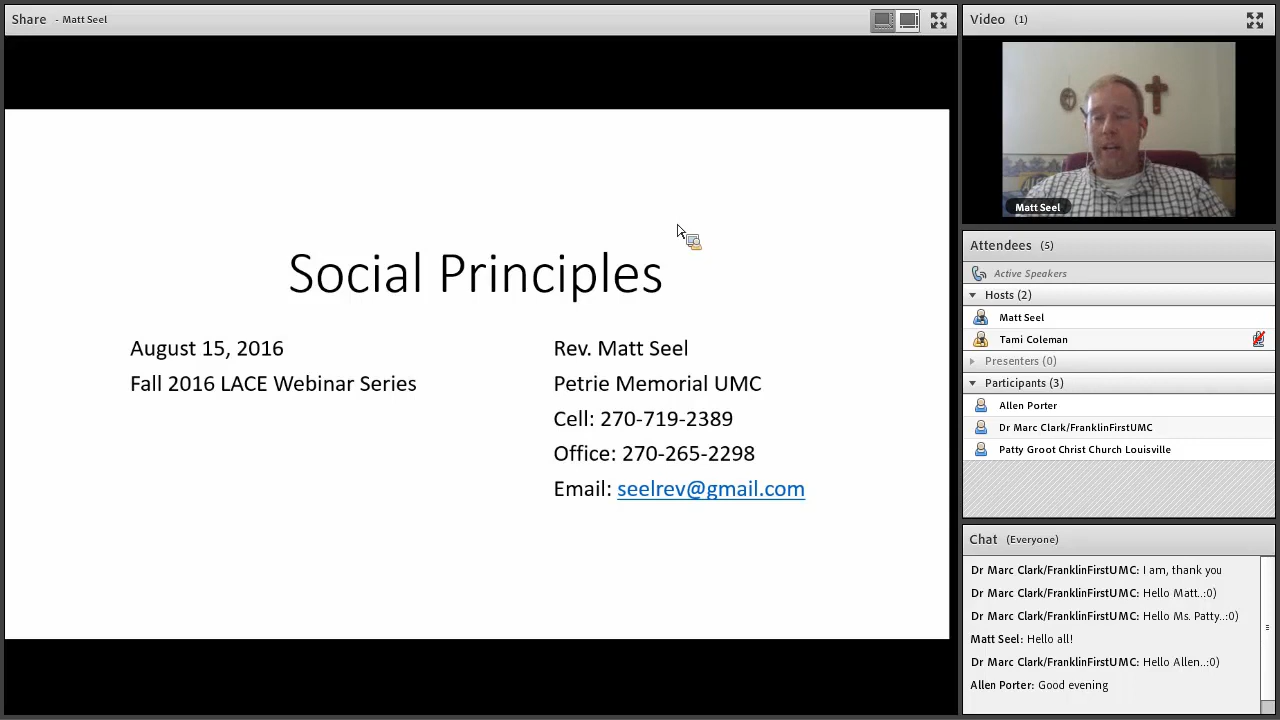 Share - Matt Seel
Social Principles
August 15, 2016
Fall 2016 LACE Webinar Series
Rev. Matt Seel
Petrie Memorial UMC
Cell: 270-719-2389
Office: 270-265-2298
Email: seelrev@gmail.com
Video (1)
Matt Seel
Attendees (5)
Active Speakers
Hosts (2)
Matt Seel
Tami Coleman
Presenters (0)
Participants (3)
Allen Porter
Dr Marc Clark/FranklinFirstUMC
Patty Groot Christ Church Louisville
Chat (Everyone)
Dr Marc Clark/FranklinFirstUMC: I am, thank you
Dr Marc Clark/FranklinFirstUMC: Hello Matt..:0)
Dr Marc Clark/FranklinFirstUMC: Hello Ms. Patty..:0)
Matt Seel: Hello all!
Dr Marc Clark/FranklinFirstUMC: Hello Allen..:0)
Allen Porter: Good evening